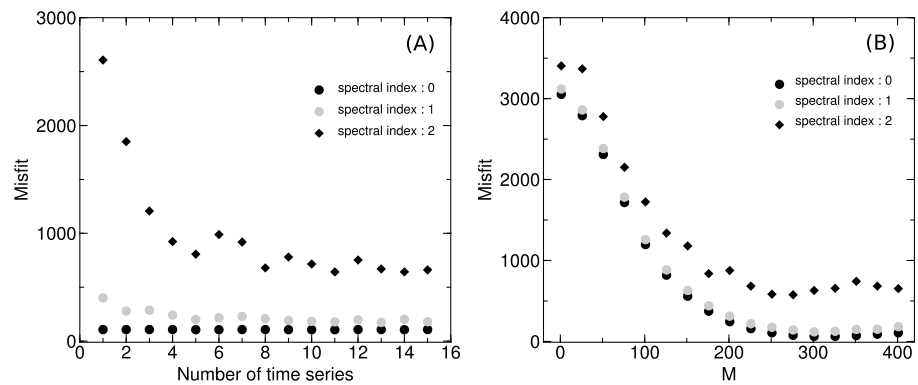 3000
2000
1000
0
Misfit
(A)
spectral index : 0
spectral index : 1
spectral index : 2
0 2 4 6 8 10 12 14 16
Number of time series
4000
3000
2000
1000
0
Misfit
(B)
spectral index : 0
spectral index : 1
spectral index : 2
0 100 200 300 400
M